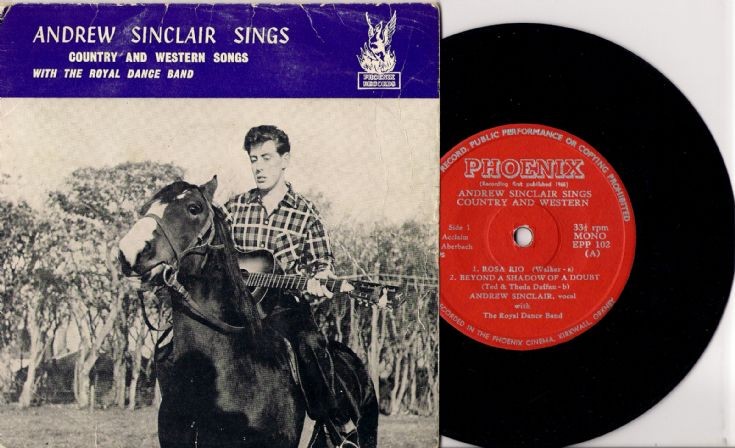 ANDREW SINCLAIR SINGS
COUNTRY AND WESTERN SONGS
WITH THE ROYAL DANCE BAND
PHOENIX
RECORDS
RECORD. PUBLIC PERFORMANCE OR COPYING PROHIBITED
PHOENIX
(Recording first published 1966)
ANDREW SINCLAIR SINGS
COUNTRY AND WESTERN
Side 1
Acclaim
Aberbach
33⅓ rpm
MONO
EPP 102
(A)
1. ROSA RIO (Walker - a)
2. BEYOND A SHADOW OF A DOUBT
(Ted & Theda Daffan - b)
ANDREW SINCLAIR, vocal
with
The Royal Dance Band
RECORDED IN THE PHOENIX CINEMA, KIRKWALL, ORKNEY